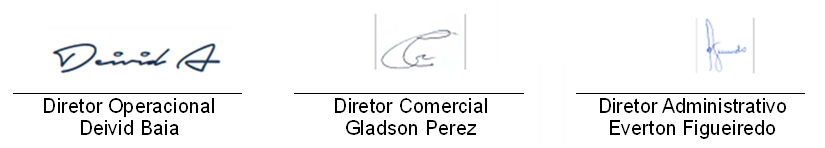 Deivid A
Diretor Operacional
Deivid Baia
Diretor Comercial
Gladson Perez
Diretor Administrativo
Everton Figueiredo